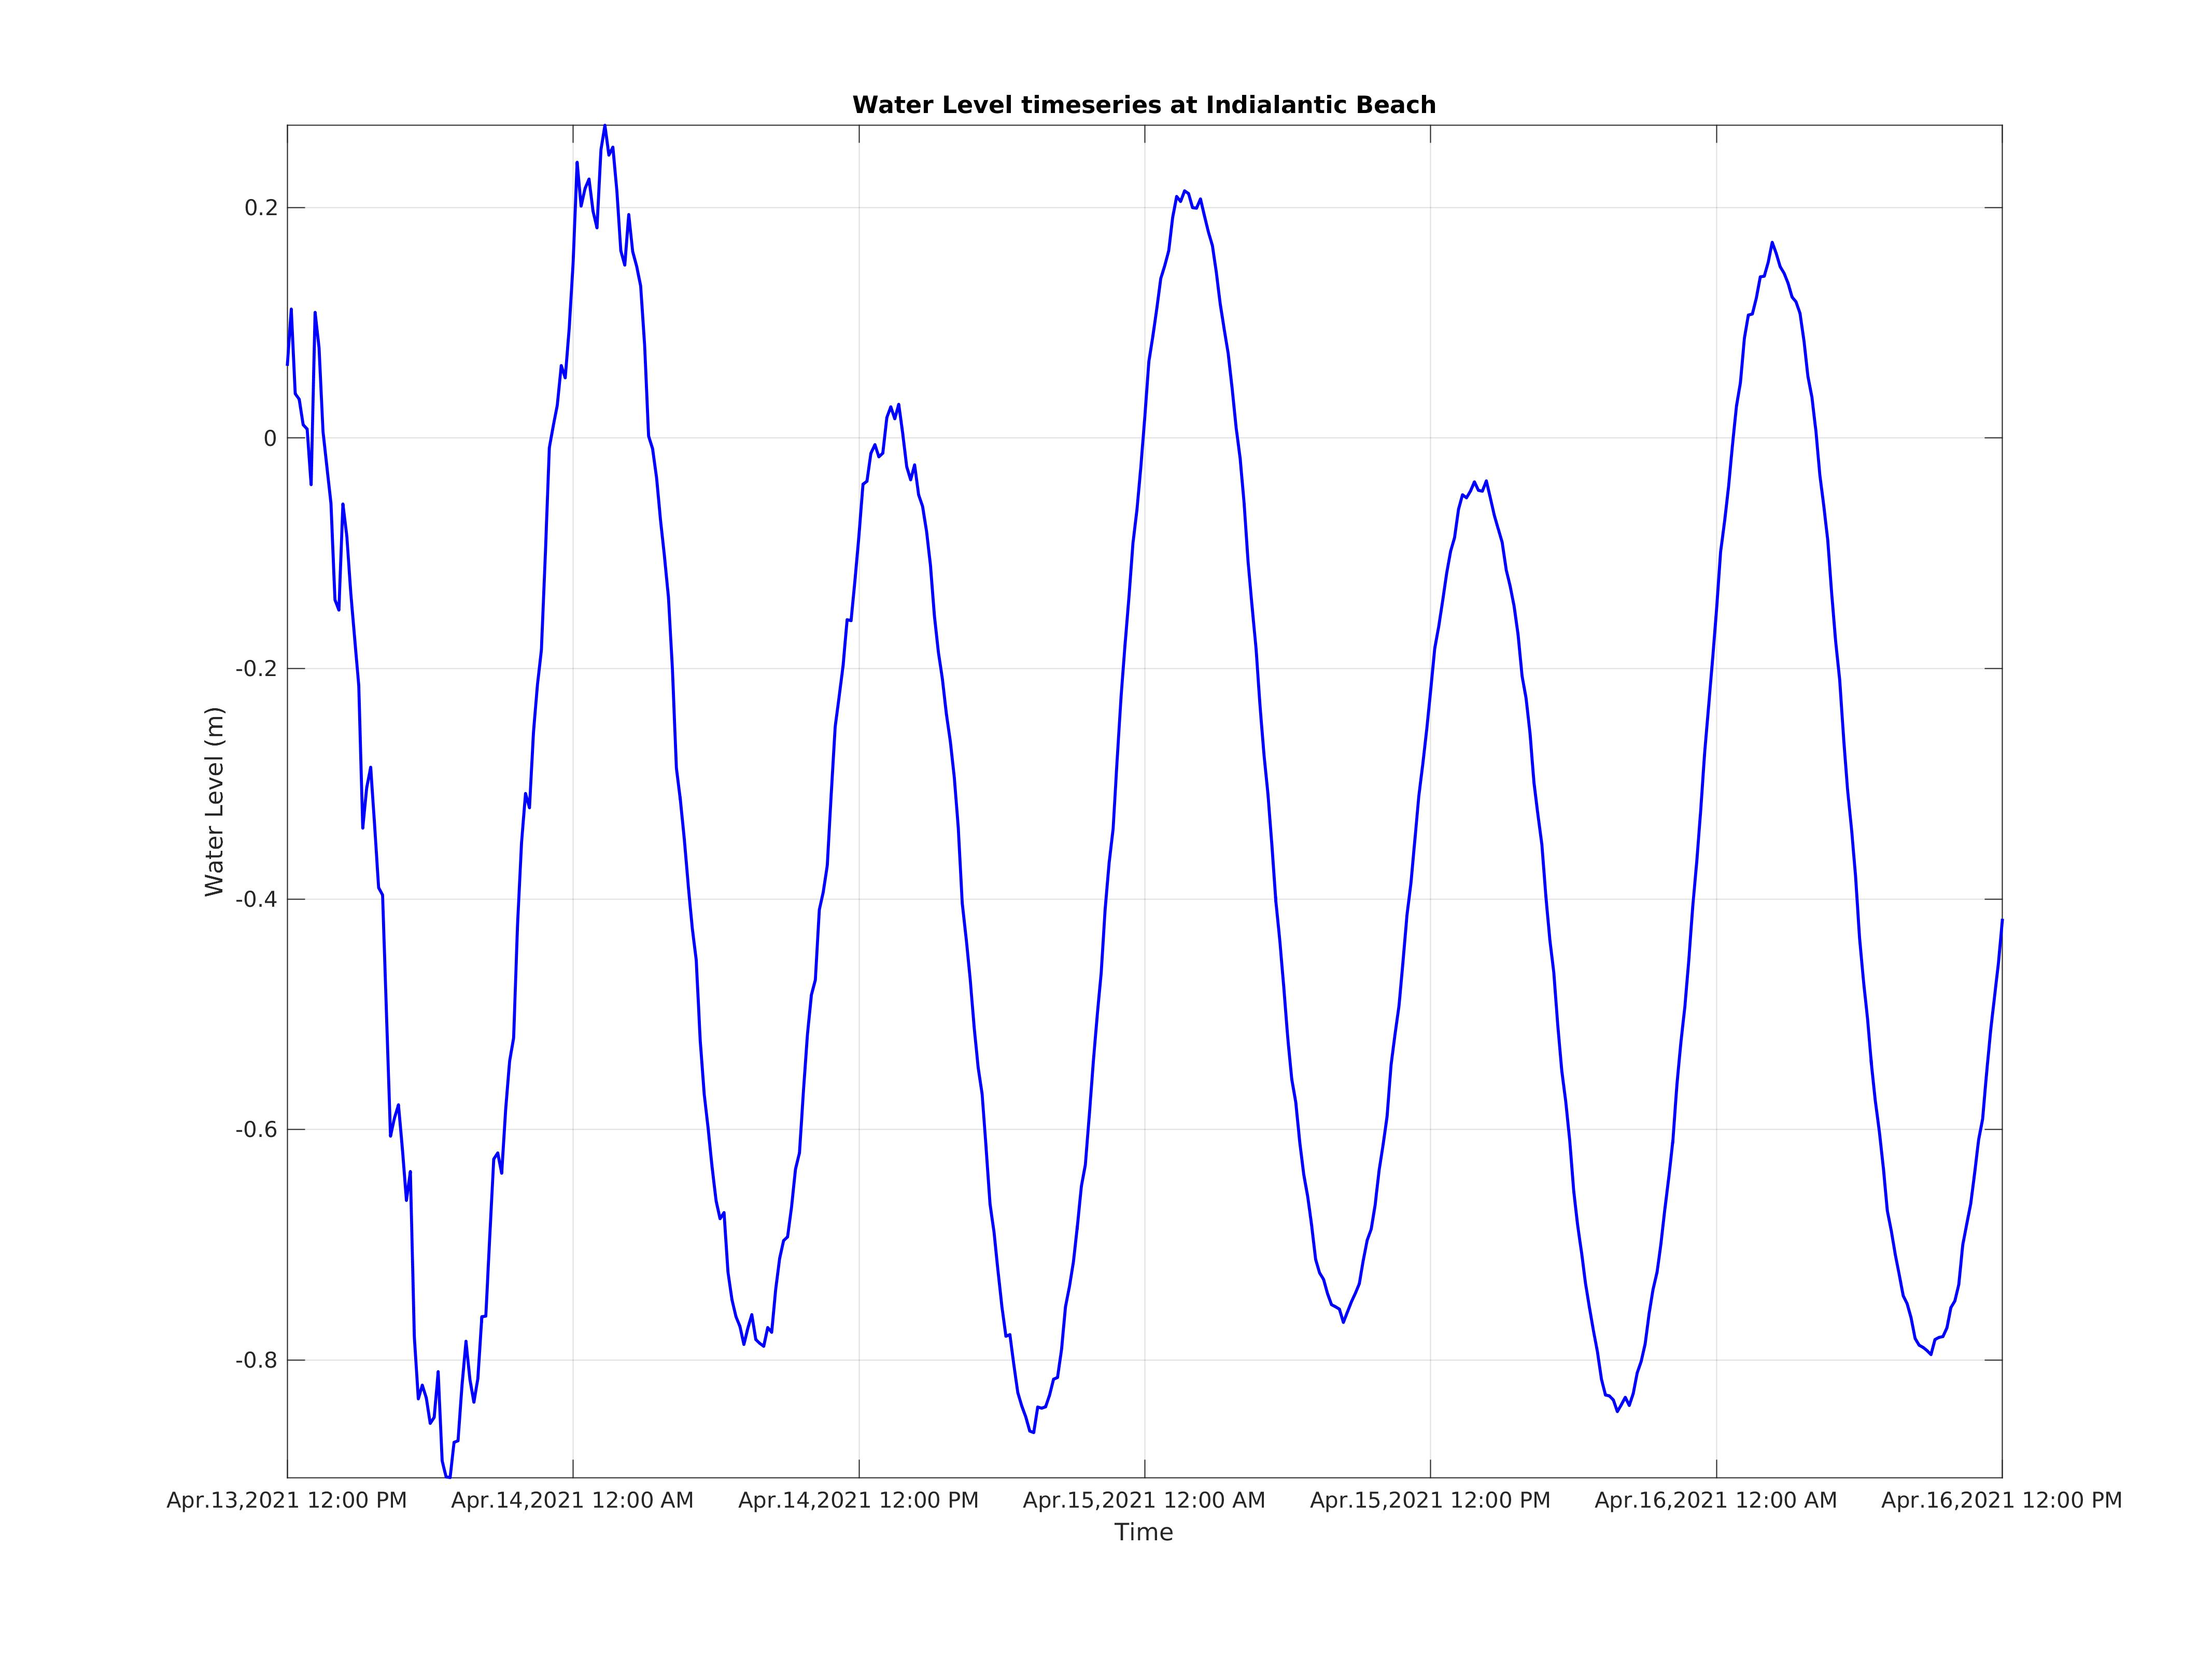 Water Level timeseries at Indialantic Beach
0.2
0
-0.2
-0.4
-0.6
-0.8
Water Level (m)
Apr.13,2021 12:00 PM Apr.14,2021 12:00 AM Apr.14,2021 12:00 PM Apr.15,2021 12:00 AM Apr.15,2021 12:00 PM Apr.16,2021 12:00 AM Apr.16,2021 12:00 PM
Time